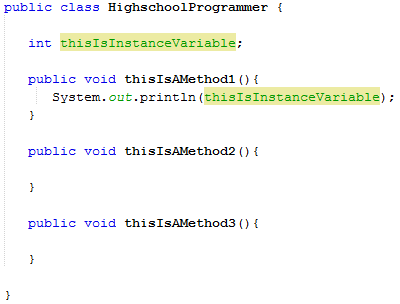 public class HighschoolProgrammer {
int thisIsInstanceVariable;
public void thisIsAMethod1(){
System.out.println(thisIsInstanceVariable);
}
public void thisIsAMethod2(){
}
public void thisIsAMethod3(){
}
}